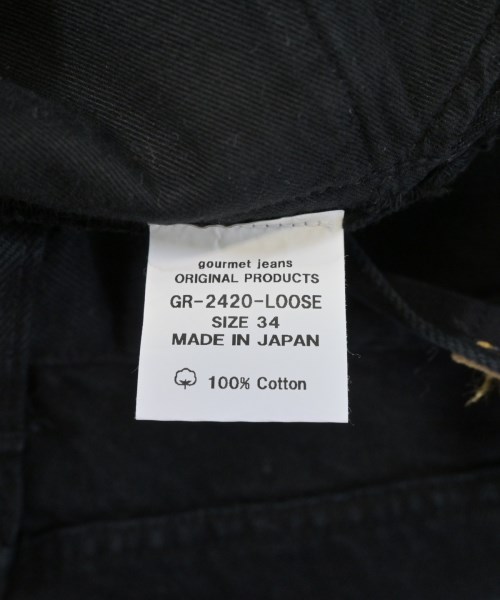 gourmet jeans
ORIGINAL PRODUCTS
GR-2420-LOOSE
SIZE 34
MADE IN JAPAN
100% Cotton